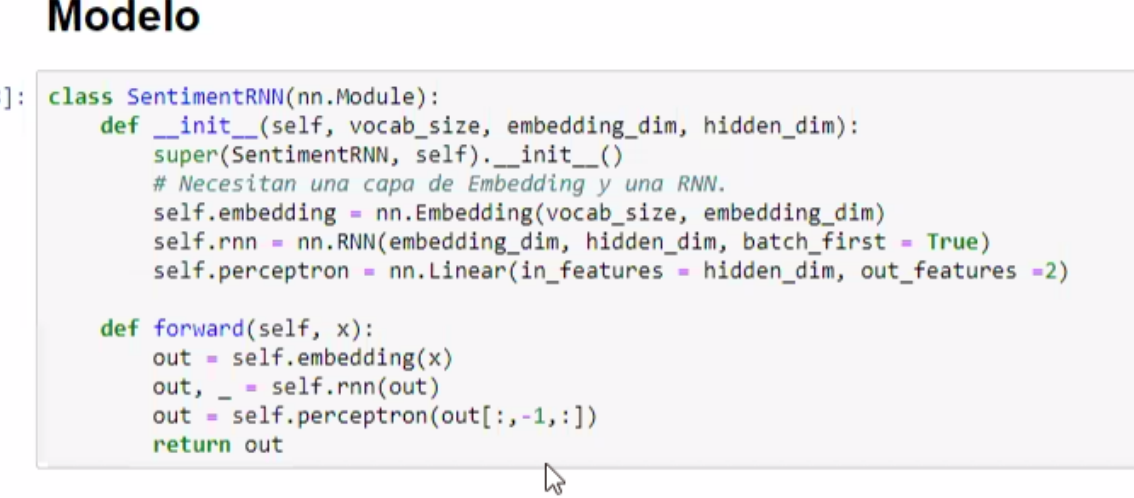 Modelo
]: class SentimentRNN(nn.Module):
    def __init__(self, vocab_size, embedding_dim, hidden_dim):
        super(SentimentRNN, self).__init__()
        # Necesitan una capa de Embedding y una RNN.
        self.embedding = nn.Embedding(vocab_size, embedding_dim)
        self.rnn = nn.RNN(embedding_dim, hidden_dim, batch_first = True)
        self.perceptron = nn.Linear(in_features = hidden_dim, out_features =2)
    def forward(self, x):
        out = self.embedding(x)
        out, _ = self.rnn(out)
        out = self.perceptron(out[:,-1,:])
        return out